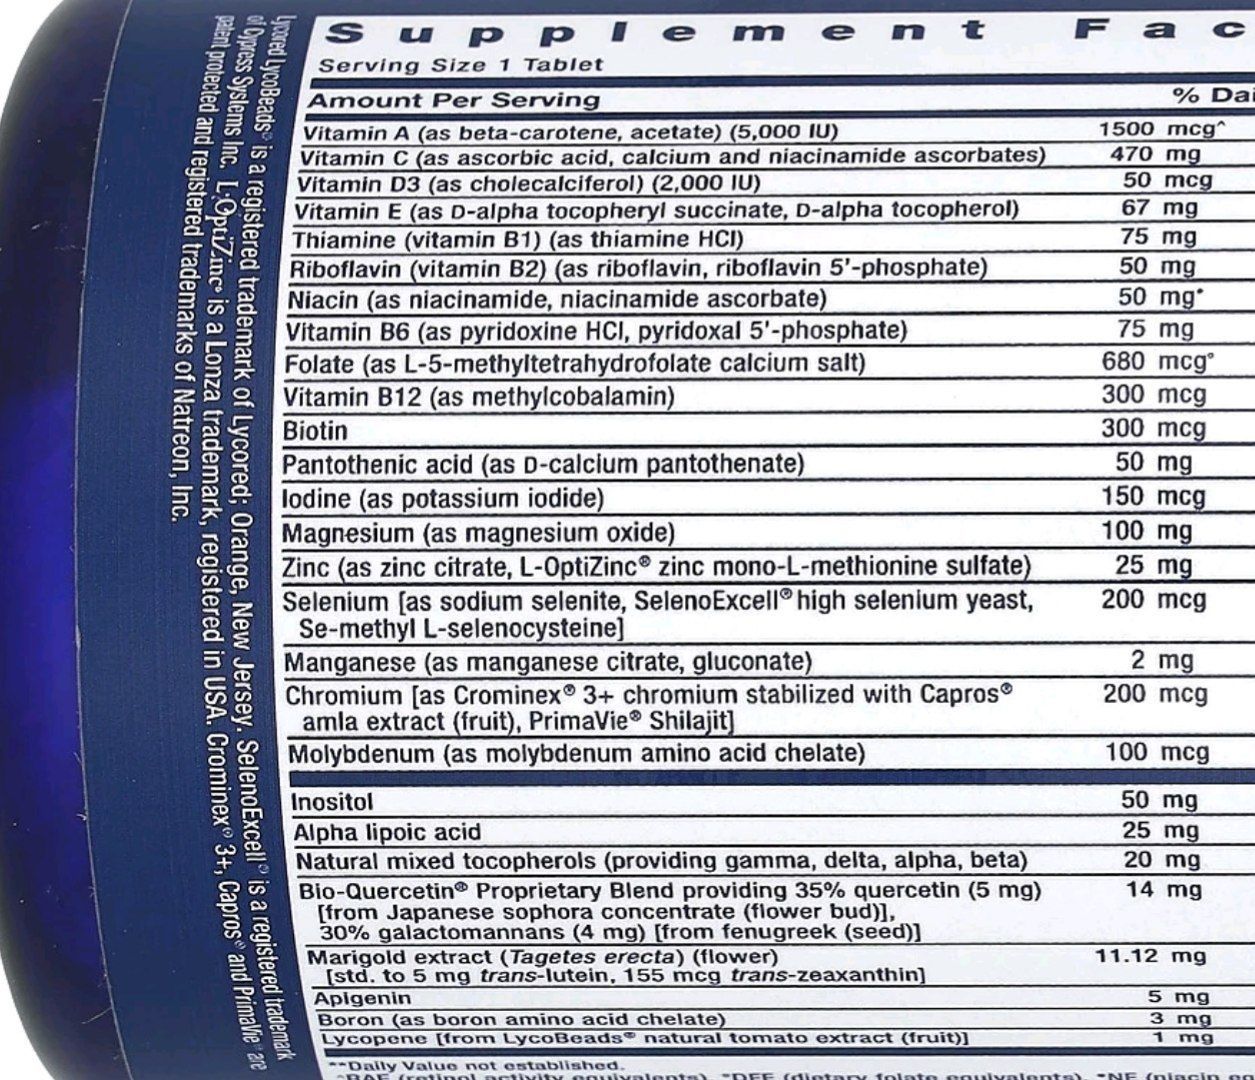 Supplement Fac
Serving Size 1 Tablet
Amount Per Serving % Dai
Vitamin A (as beta-carotene, acetate) (5,000 IU) 1500 mcg^
Vitamin C (as ascorbic acid, calcium and niacinamide ascorbates) 470 mg
Vitamin D3 (as cholecalciferol) (2,000 IU) 50 mcg
Vitamin E (as D-alpha tocopheryl succinate, D-alpha tocopherol) 67 mg
Thiamine (vitamin B1) (as thiamine HCl) 75 mg
Riboflavin (vitamin B2) (as riboflavin, riboflavin 5'-phosphate) 50 mg
Niacin (as niacinamide, niacinamide ascorbate) 50 mg*
Vitamin B6 (as pyridoxine HCl, pyridoxal 5'-phosphate) 75 mg
Folate (as L-5-methyltetrahydrofolate calcium salt) 680 mcg°
Vitamin B12 (as methylcobalamin) 300 mcg
Biotin 300 mcg
Pantothenic acid (as D-calcium pantothenate) 50 mg
Iodine (as potassium iodide) 150 mcg
Magnesium (as magnesium oxide) 100 mg
Zinc (as zinc citrate, L-OptiZinc® zinc mono-L-methionine sulfate) 25 mg
Selenium [as sodium selenite, SelenoExcell® high selenium yeast, 200 mcg
Se-methyl L-selenocysteine]
Manganese (as manganese citrate, gluconate) 2 mg
Chromium [as Crominex® 3+ chromium stabilized with Capros® 200 mcg
amla extract (fruit), PrimaVie® Shilajit]
Molybdenum (as molybdenum amino acid chelate) 100 mcg
Inositol 50 mg
Alpha lipoic acid 25 mg
Natural mixed tocopherols (providing gamma, delta, alpha, beta) 20 mg
Bio-Quercetin® Proprietary Blend providing 35% quercetin (5 mg) 14 mg
[from Japanese sophora concentrate (flower bud)],
30% galactomannans (4 mg) [from fenugreek (seed)]
Marigold extract (Tagetes erecta) (flower) 11.12 mg
[std. to 5 mg trans-lutein, 155 mcg trans-zeaxanthin]
Apigenin 5 mg
Boron (as boron amino acid chelate) 3 mg
Lycopene [from LycoBeads® natural tomato extract (fruit)] 1 mg
**Daily Value not established.
^RAE (retinol activity equivalents), °DFE (dietary folate equivalents), *NE (niacin eq
Lycored LycoBeads® is a registered trademark of Lycored; Orange, New Jersey. SelenoExcell® is a registered trademark
of Cypress Systems Inc. L-OptiZinc® is a Lonza trademark, registered in USA. Crominex® 3+, Capros® and PrimaVie® are
patent protected and registered trademarks of Natreon, Inc.